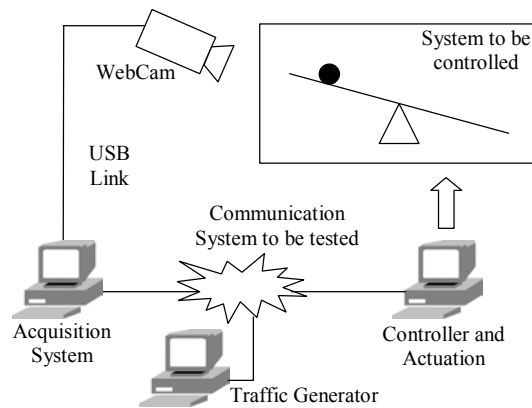 System to be
controlled
WebCam
USB
Link
Communication
System to be tested
Acquisition
System
Controller and
Actuation
Traffic Generator